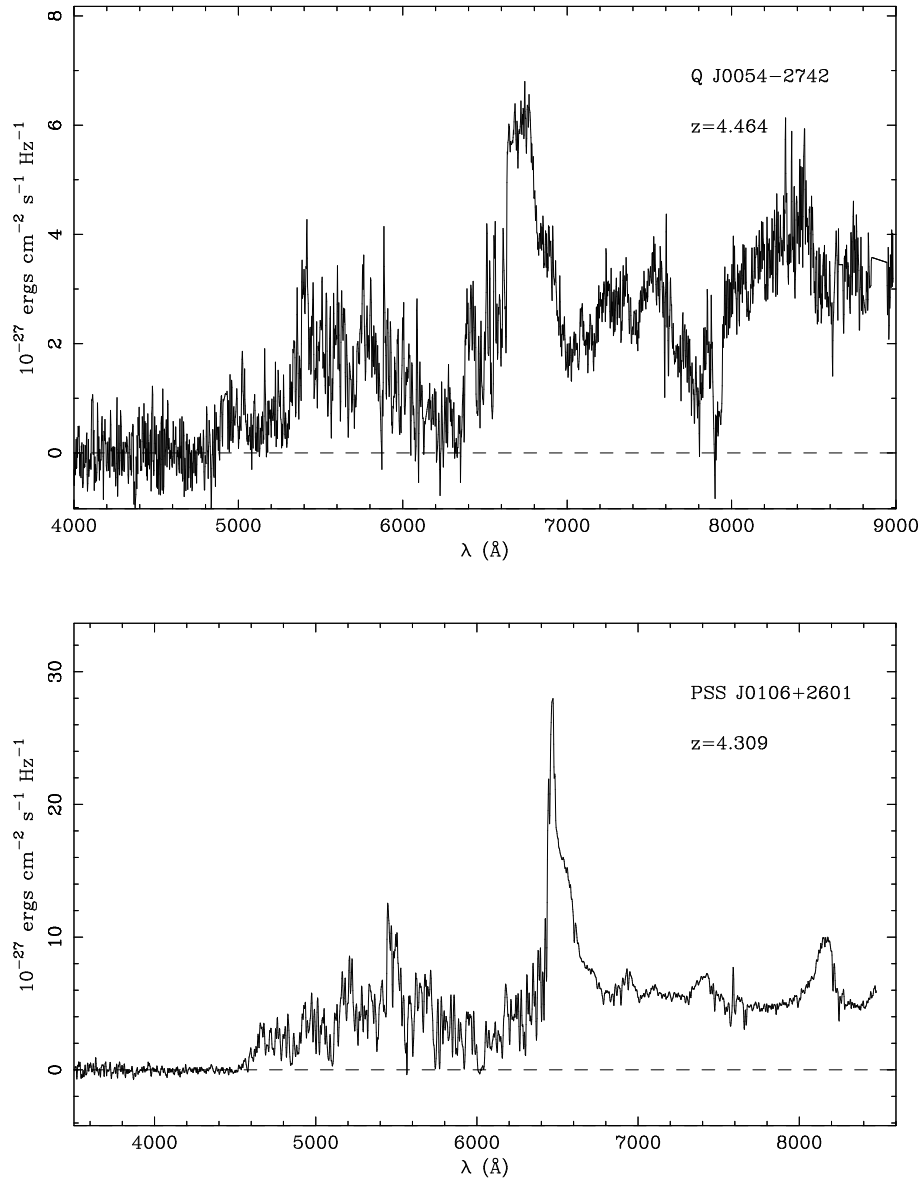 8
6
4
2
0
10⁻²⁷ ergs cm⁻² s⁻¹ Hz⁻¹
Q J0054−2742
z=4.464
4000 5000 6000 7000 8000 9000
λ (Å)
30
20
10
0
10⁻²⁷ ergs cm⁻² s⁻¹ Hz⁻¹
PSS J0106+2601
z=4.309
4000 5000 6000 7000 8000
λ (Å)